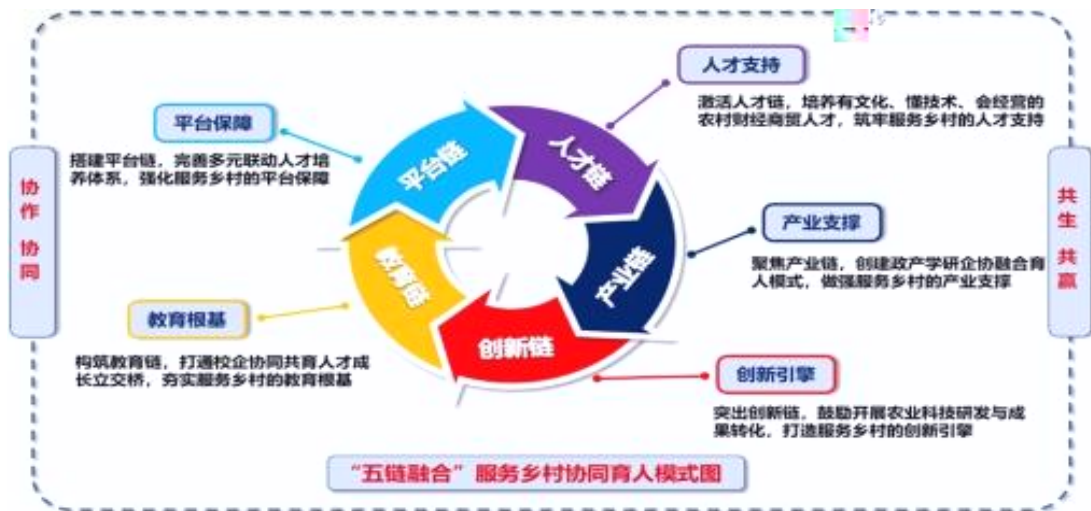 人才支持
激活人才链，培养有文化、懂技术、会经营的
农村财经商贸人才，筑牢服务乡村的人才支持
平台保障
搭建平台链，完善多元联动人才培
养体系，强化服务乡村的平台保障
平台链
人才链
协作 协同
共生 共赢
产业支撑
聚焦产业链，创建政产学研企协融合育
人模式，做强服务乡村的产业支撑
教育链
产业链
创新链
教育根基
构筑教育链，打通校企协同共育人才成
长立交桥，夯实服务乡村的教育根基
创新引擎
突出创新链，鼓励开展农业科技研发与成
果转化，打造服务乡村的创新引擎
“五链融合”服务乡村协同育人模式图